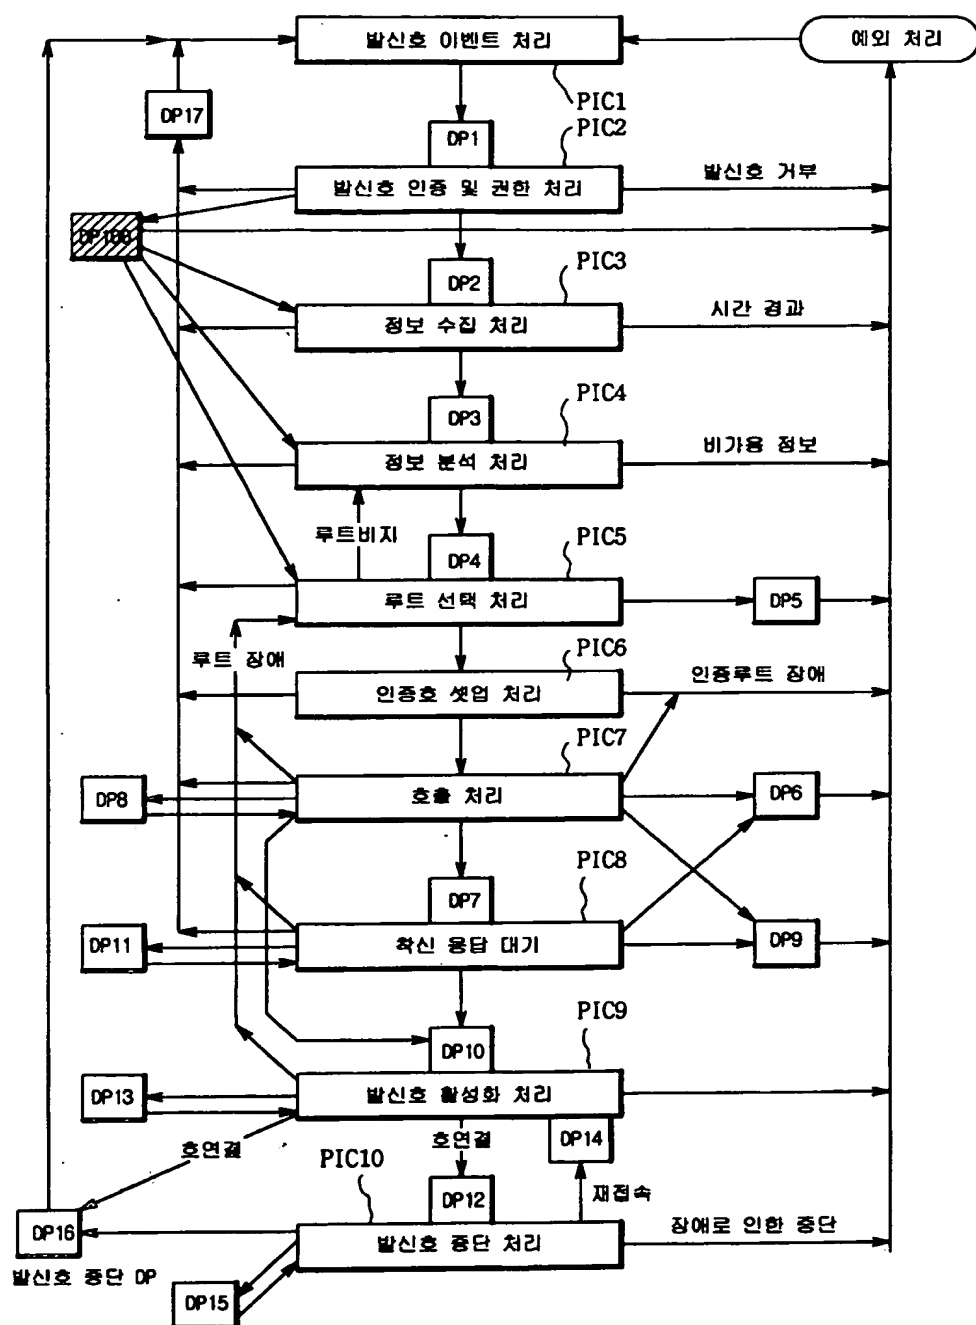 발신호 이벤트 처리
예외 처리
PIC1
DP17
DP1
PIC2
발신호 인증 및 권한 처리
발신호 거부
DP100
DP2
PIC3
정보 수집 처리
시간 경과
DP3
PIC4
정보 분석 처리
비가용 정보
루트비지
DP4
PIC5
루트 선택 처리
DP5
루트 장애
PIC6
인증호 셋업 처리
인증루트 장애
PIC7
DP8
호출 처리
DP6
PIC8
DP7
DP11
착신 응답 대기
DP9
PIC9
DP10
DP13
발신호 활성화 처리
호연결
호연결
DP14
PIC10
DP12
재접속
DP16
발신호 중단 처리
장애로 인한 중단
발신호 중단 DP
DP15